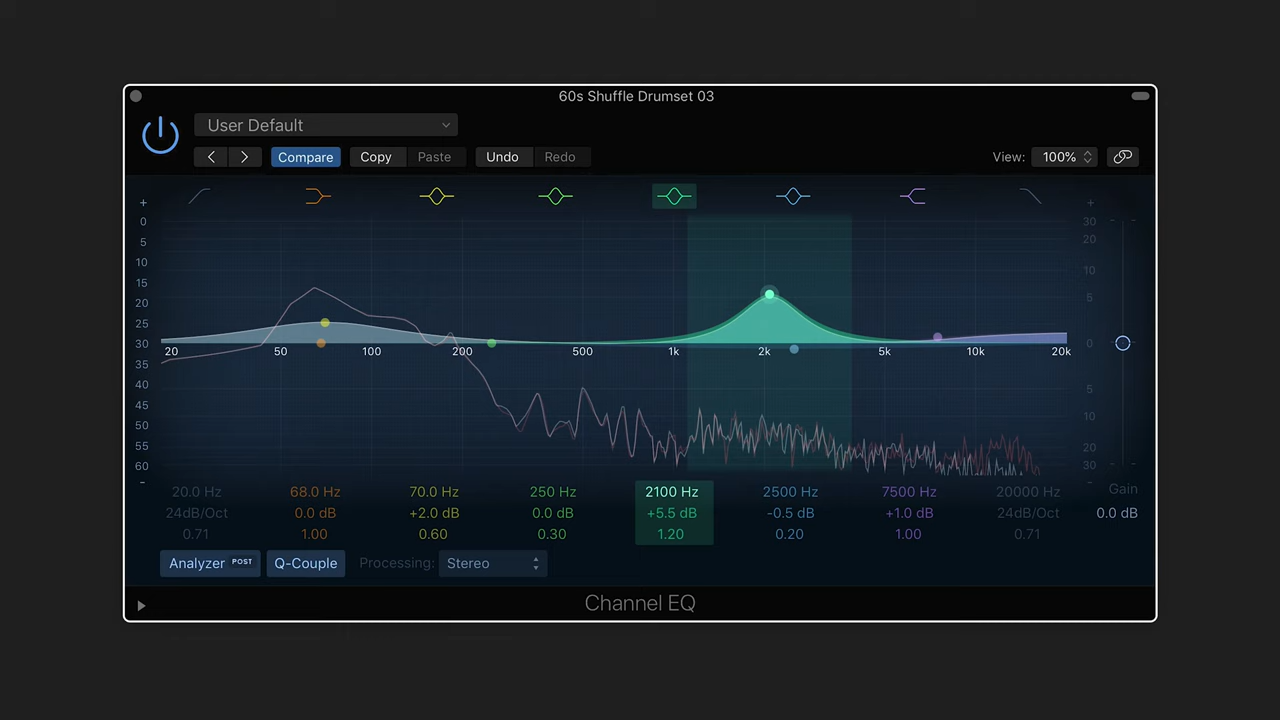 60s Shuffle Drumset 03
User Default
Compare Copy Paste Undo Redo View: 100%
+ +
0 30
5 20
10 10
15 5
20
25
30 20 50 100 200 500 1k 2k 5k 10k 20k 0
35
40 5
45
50 10
55 20
60 30
- -
20.0 Hz 68.0 Hz 70.0 Hz 250 Hz 2100 Hz 2500 Hz 7500 Hz 20000 Hz Gain
24dB/Oct 0.0 dB +2.0 dB 0.0 dB +5.5 dB -0.5 dB +1.0 dB 24dB/Oct 0.0 dB
0.71 1.00 0.60 0.30 1.20 0.20 1.00 0.71
Analyzer POST Q-Couple Processing: Stereo
Channel EQ